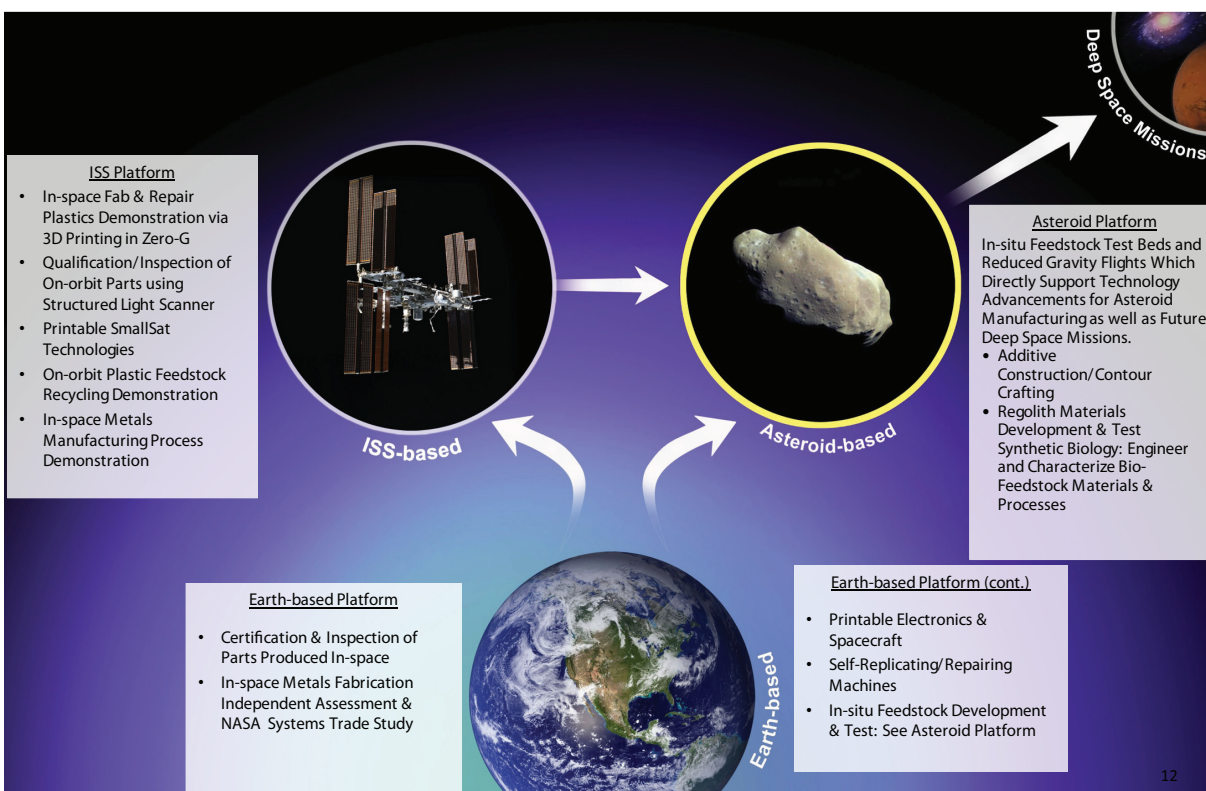 Deep Space Missions
ISS Platform
• In-space Fab & Repair
Plastics Demonstration via
3D Printing in Zero-G
• Qualification/Inspection of
On-orbit Parts using
Structured Light Scanner
• Printable SmallSat
Technologies
• On-orbit Plastic Feedstock
Recycling Demonstration
• In-space Metals
Manufacturing Process
Demonstration
ISS-based
Asteroid-based
Asteroid Platform
In-situ Feedstock Test Beds and
Reduced Gravity Flights Which
Directly Support Technology
Advancements for Asteroid
Manufacturing as well as Future
Deep Space Missions.
• Additive
Construction/Contour
Crafting
• Regolith Materials
Development & Test
Synthetic Biology: Engineer
and Characterize Bio-
Feedstock Materials &
Processes
Earth-based Platform
• Certification & Inspection of
Parts Produced In-space
• In-space Metals Fabrication
Independent Assessment &
NASA Systems Trade Study
Earth-based
Earth-based Platform (cont.)
• Printable Electronics &
Spacecraft
• Self-Replicating/Repairing
Machines
• In-situ Feedstock Development
& Test: See Asteroid Platform
12